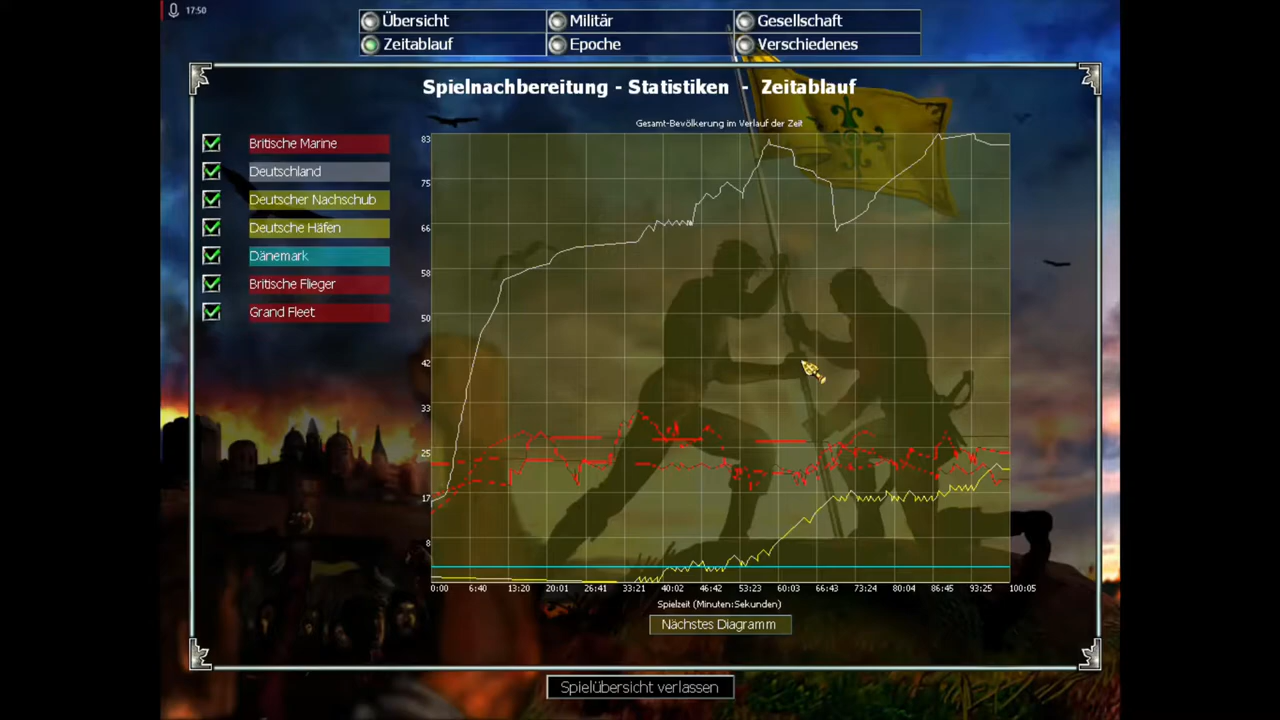 17:50
Übersicht
Militär
Gesellschaft
Zeitablauf
Epoche
Verschiedenes
Spielnachbereitung - Statistiken - Zeitablauf
Gesamt-Bevölkerung im Verlauf der Zeit
Britische Marine
Deutschland
Deutscher Nachschub
Deutsche Häfen
Dänemark
Britische Flieger
Grand Fleet
83
75
66
58
50
42
33
25
17
8
0:00 6:40 13:20 20:01 26:41 33:21 40:02 46:42 53:23 60:03 66:43 73:24 80:04 86:45 93:25 100:05
Spielzeit (Minuten:Sekunden)
Nächstes Diagramm
Spielübersicht verlassen